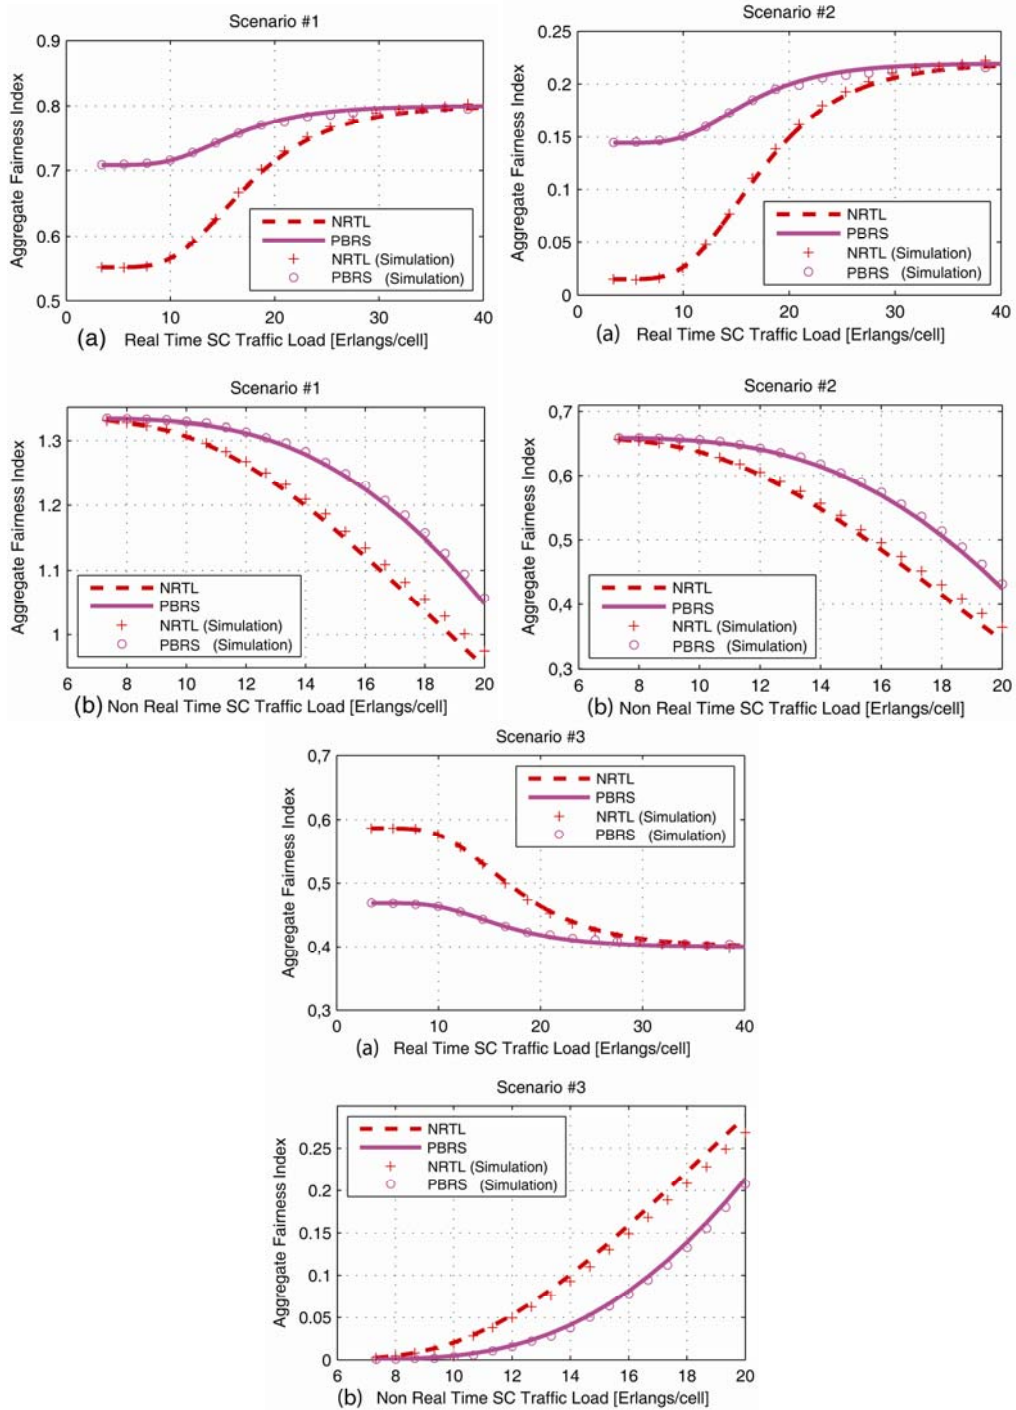 Scenario #1
Aggregate Fairness Index
0.9
0.8
0.7
0.6
0.5
NRTL
PBRS
NRTL (Simulation)
PBRS (Simulation)
0 10 20 30 40
(a) Real Time SC Traffic Load [Erlangs/cell]
Scenario #2
Aggregate Fairness Index
0.25
0.2
0.15
0.1
0.05
0
NRTL
PBRS
NRTL (Simulation)
PBRS (Simulation)
0 10 20 30 40
(a) Real Time SC Traffic Load [Erlangs/cell]
Scenario #1
Aggregate Fairness Index
1.3
1.2
1.1
1
NRTL
PBRS
NRTL (Simulation)
PBRS (Simulation)
6 8 10 12 14 16 18 20
(b) Non Real Time SC Traffic Load [Erlangs/cell]
Scenario #2
Aggregate Fairness Index
0,7
0,6
0,5
0,4
0,3
NRTL
PBRS
NRTL (Simulation)
PBRS (Simulation)
6 8 10 12 14 16 18 20
(b) Non Real Time SC Traffic Load [Erlangs/cell]
Scenario #3
Aggregate Fairness Index
0,7
0,6
0,5
0,4
0,3
NRTL
PBRS
NRTL (Simulation)
PBRS (Simulation)
0 10 20 30 40
(a) Real Time SC Traffic Load [Erlangs/cell]
Scenario #3
Aggregate Fairness Index
0.25
0.2
0.15
0.1
0.05
0
NRTL
PBRS
NRTL (Simulation)
PBRS (Simulation)
6 8 10 12 14 16 18 20
(b) Non Real Time SC Traffic Load [Erlangs/cell]